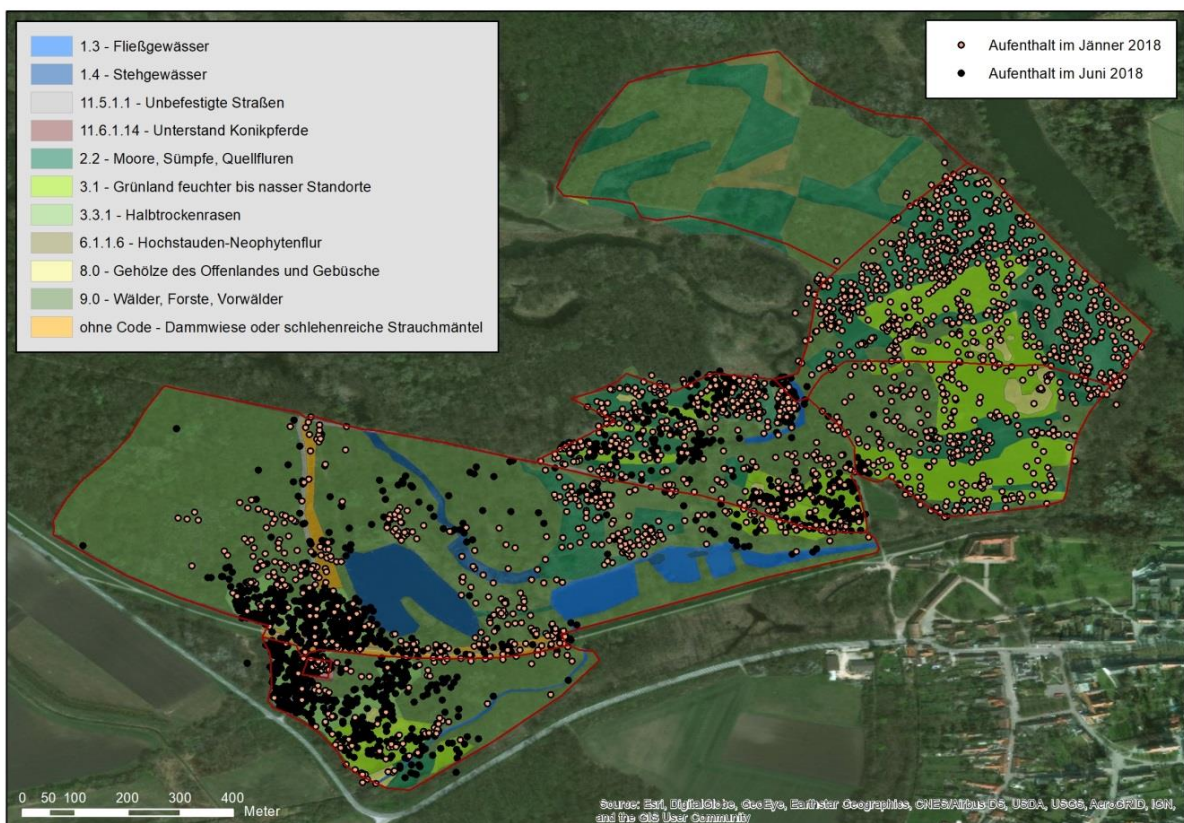 1.3 - Fließgewässer
1.4 - Stehgewässer
11.5.1.1 - Unbefestigte Straßen
11.6.1.14 - Unterstand Konikpferde
2.2 - Moore, Sümpfe, Quellfluren
3.1 - Grünland feuchter bis nasser Standorte
3.3.1 - Halbtrockenrasen
6.1.1.6 - Hochstauden-Neophytenflur
8.0 - Gehölze des Offenlandes und Gebüsche
9.0 - Wälder, Forste, Vorwälder
ohne Code - Dammwiese oder schlehenreiche Strauchmäntel
Aufenthalt im Jänner 2018
Aufenthalt im Juni 2018
0 50 100 200 300 400
Meter
Source: Esri, DigitalGlobe, GeoEye, Earthstar Geographics, CNES/Airbus DS, USDA, USGS, AeroGRID, IGN,
and the GIS User Community